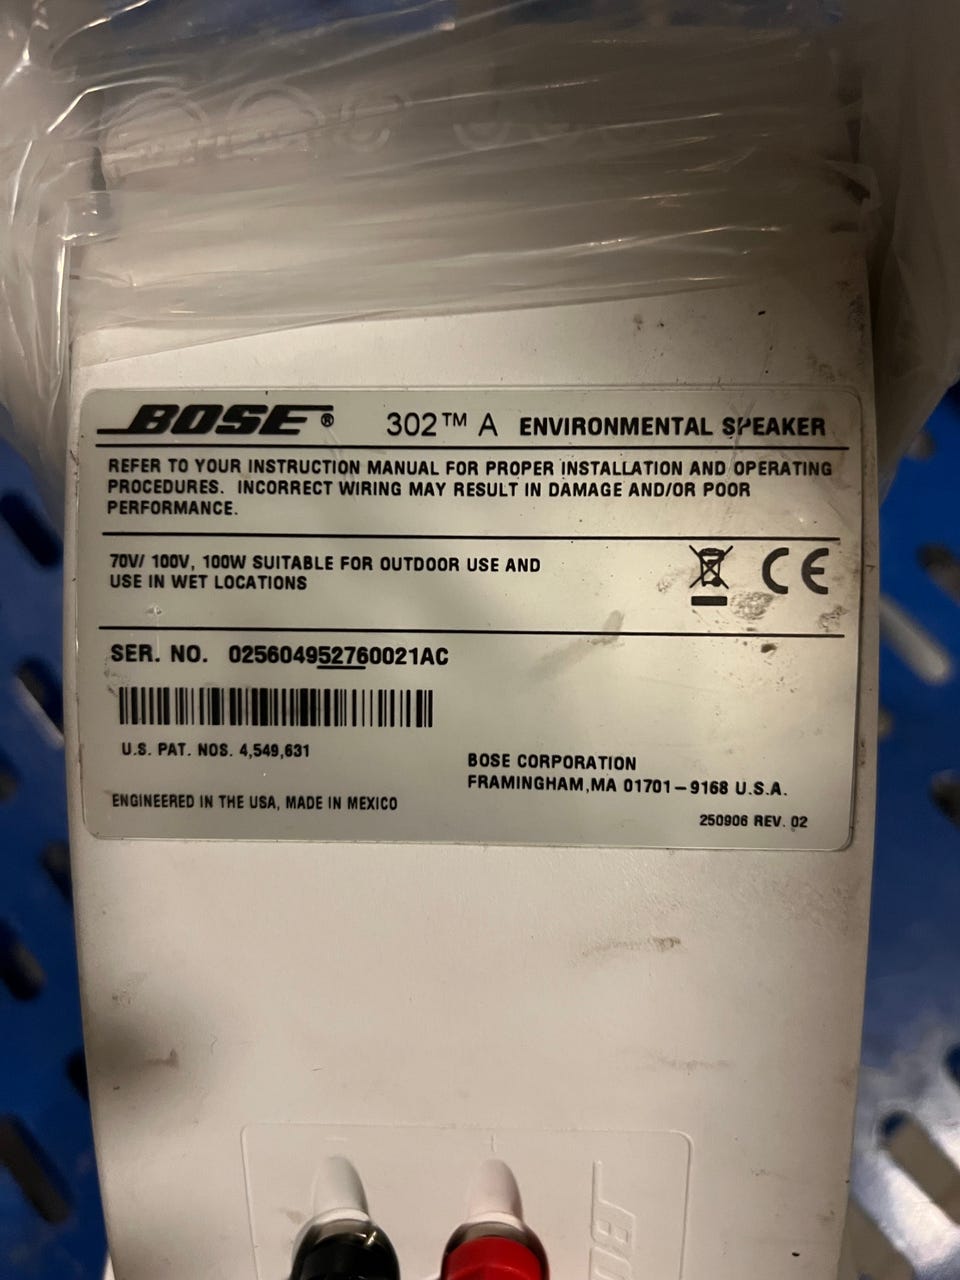 BOSE® 302™ A ENVIRONMENTAL SPEAKER
REFER TO YOUR INSTRUCTION MANUAL FOR PROPER INSTALLATION AND OPERATING
PROCEDURES. INCORRECT WIRING MAY RESULT IN DAMAGE AND/OR POOR
PERFORMANCE.
70V/ 100V, 100W SUITABLE FOR OUTDOOR USE AND
USE IN WET LOCATIONS
CE
SER. NO. 025604952760021AC
U.S. PAT. NOS. 4,549,631
BOSE CORPORATION
FRAMINGHAM,MA 01701-9168 U.S.A.
ENGINEERED IN THE USA, MADE IN MEXICO
250906 REV. 02